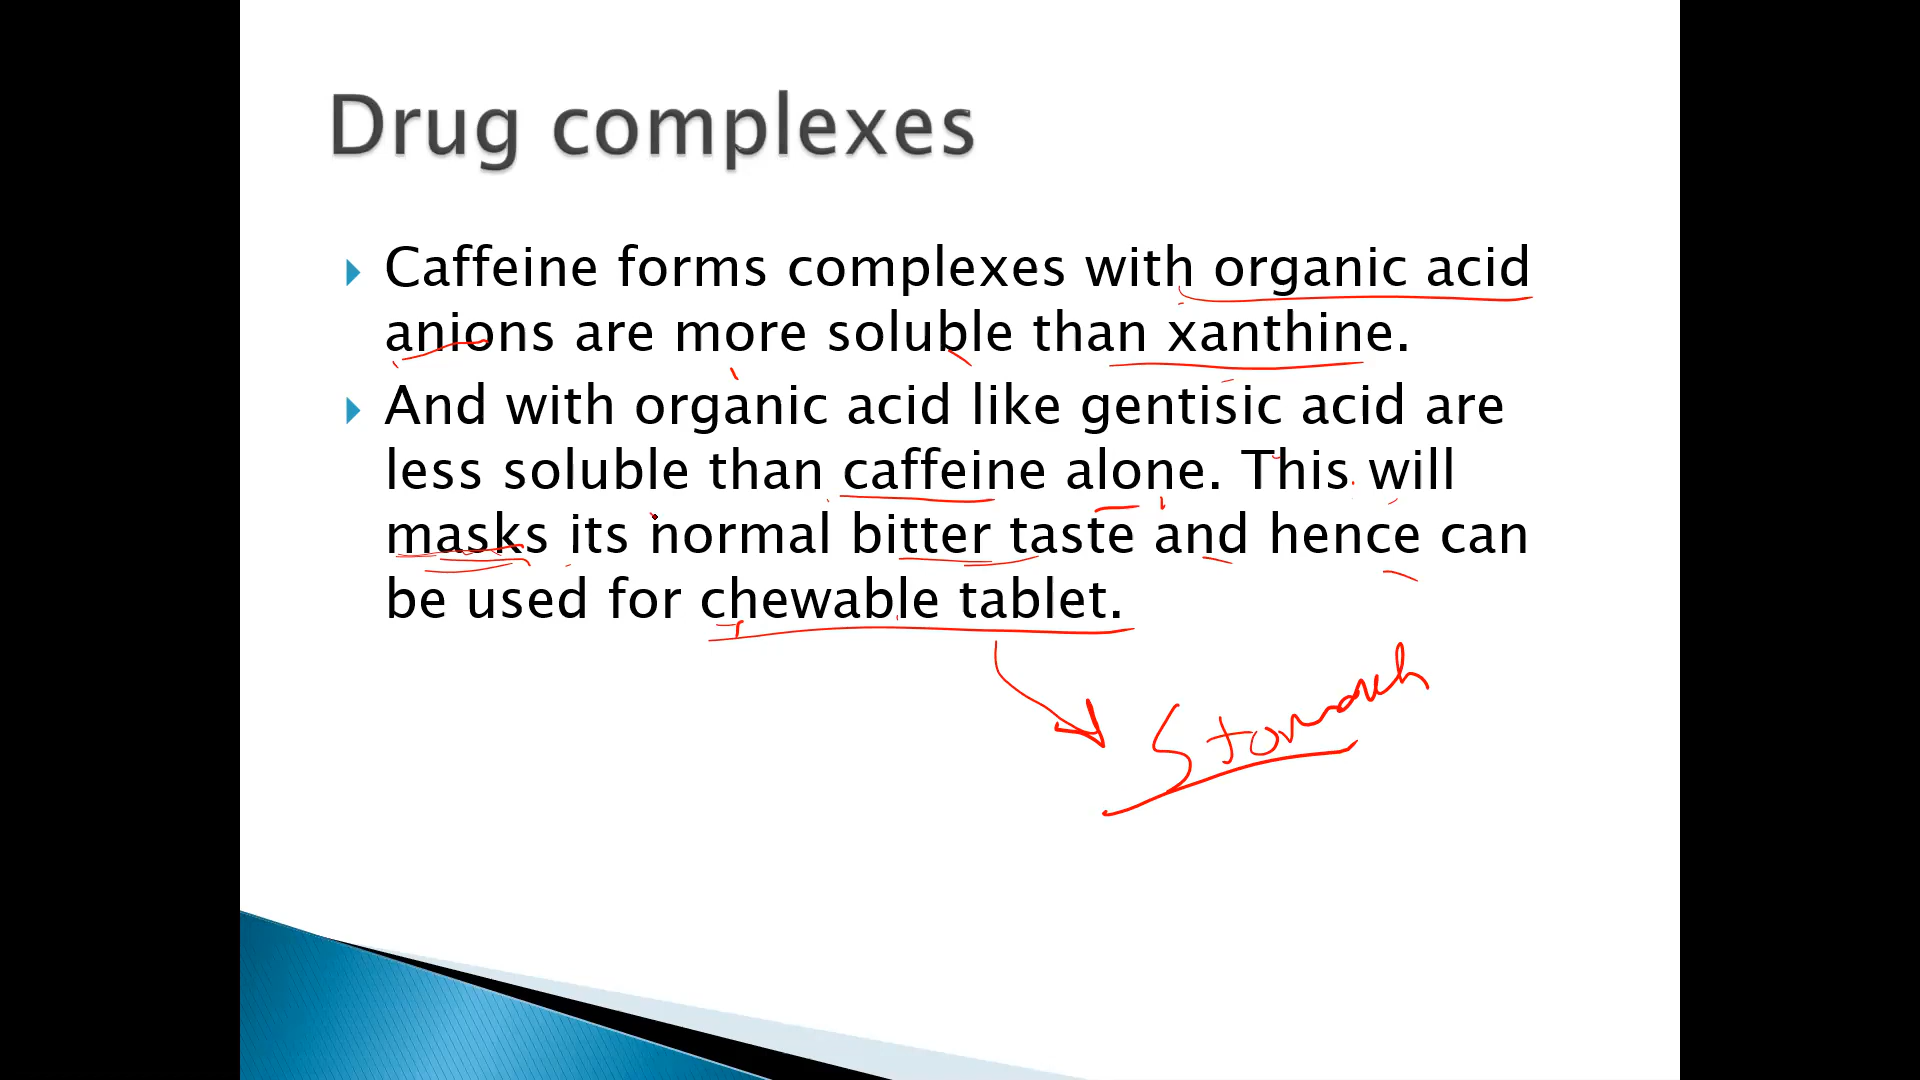 Drug complexes
Caffeine forms complexes with organic acid
anions are more soluble than xanthine.
And with organic acid like gentisic acid are
less soluble than caffeine alone. This will
masks its normal bitter taste and hence can
be used for chewable tablet.
Stomach